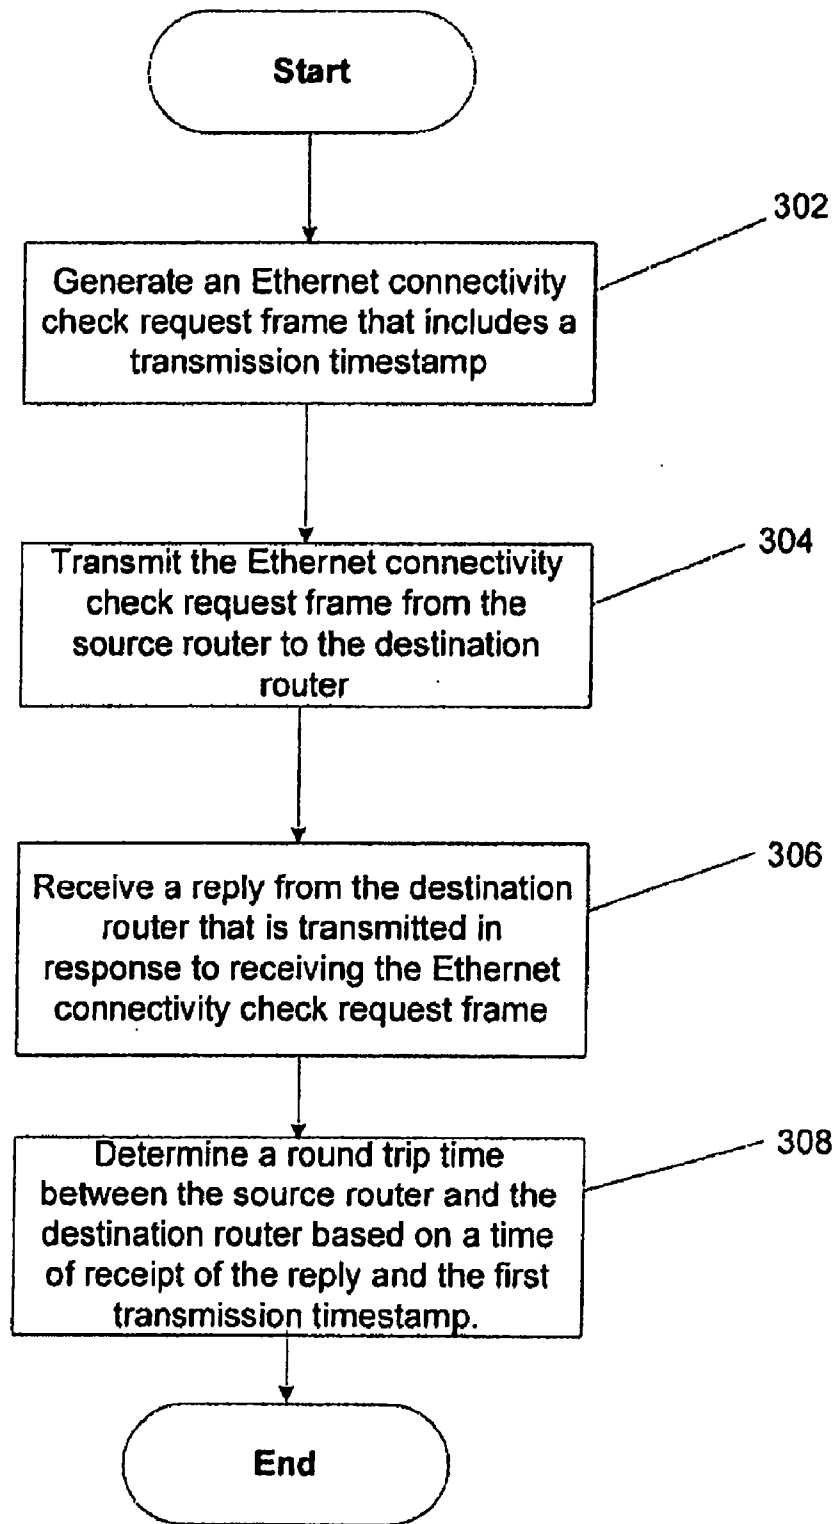 Start
302
Generate an Ethernet connectivity
check request frame that includes a
transmission timestamp
304
Transmit the Ethernet connectivity
check request frame from the
source router to the destination
router
306
Receive a reply from the destination
router that is transmitted in
response to receiving the Ethernet
connectivity check request frame
308
Determine a round trip time
between the source router and the
destination router based on a time
of receipt of the reply and the first
transmission timestamp.
End